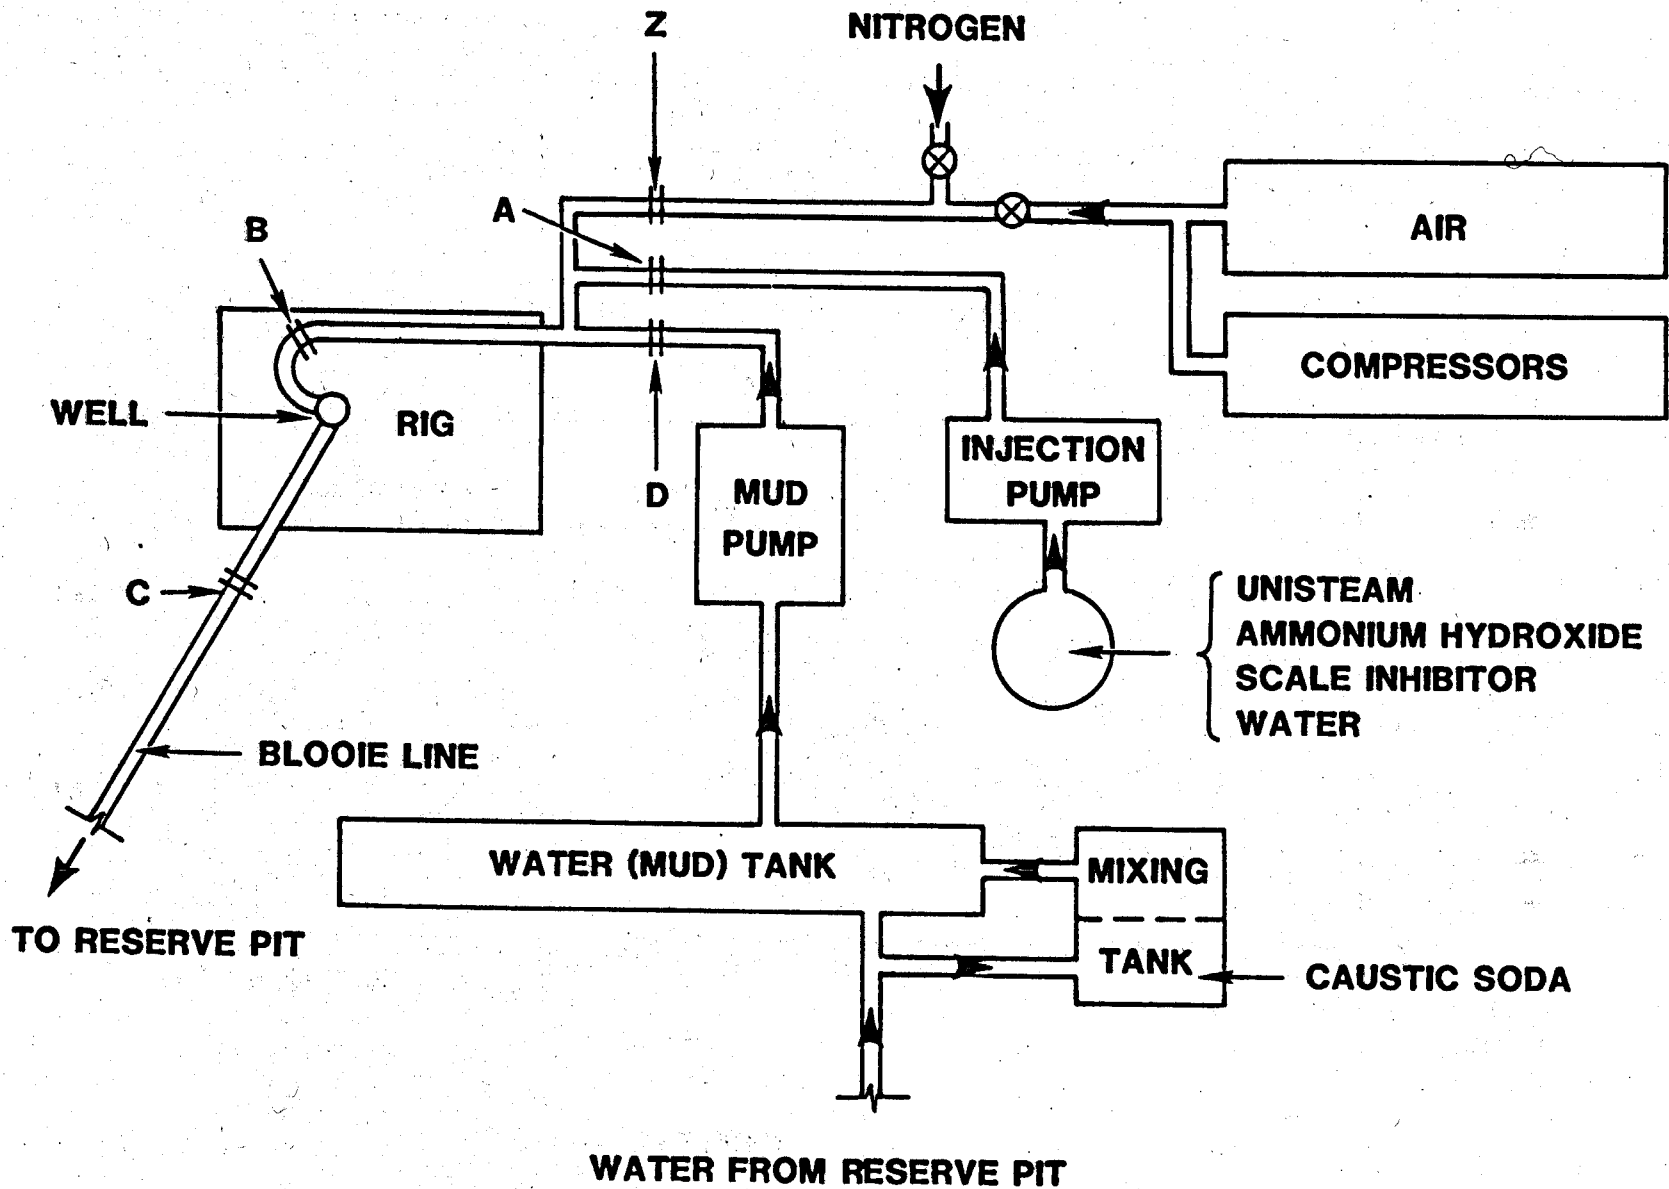 Z
NITROGEN
A
B
AIR
COMPRESSORS
WELL
RIG
INJECTION
PUMP
D
MUD
PUMP
C
UNISTEAM
AMMONIUM HYDROXIDE
SCALE INHIBITOR
WATER
BLOOIE LINE
WATER (MUD) TANK
MIXING
TANK
TO RESERVE PIT
CAUSTIC SODA
WATER FROM RESERVE PIT